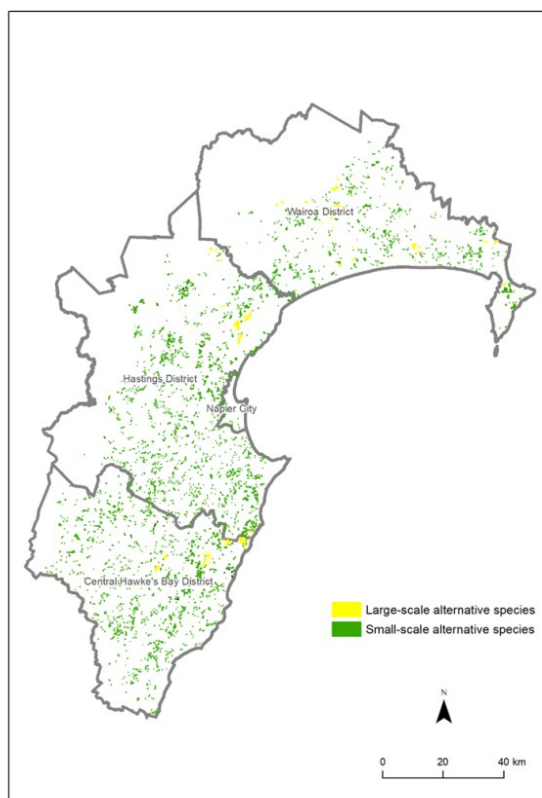 Wairoa District
Hastings District
Napier City
Central Hawke's Bay District
Large-scale alternative species
Small-scale alternative species
N
0 20 40 km